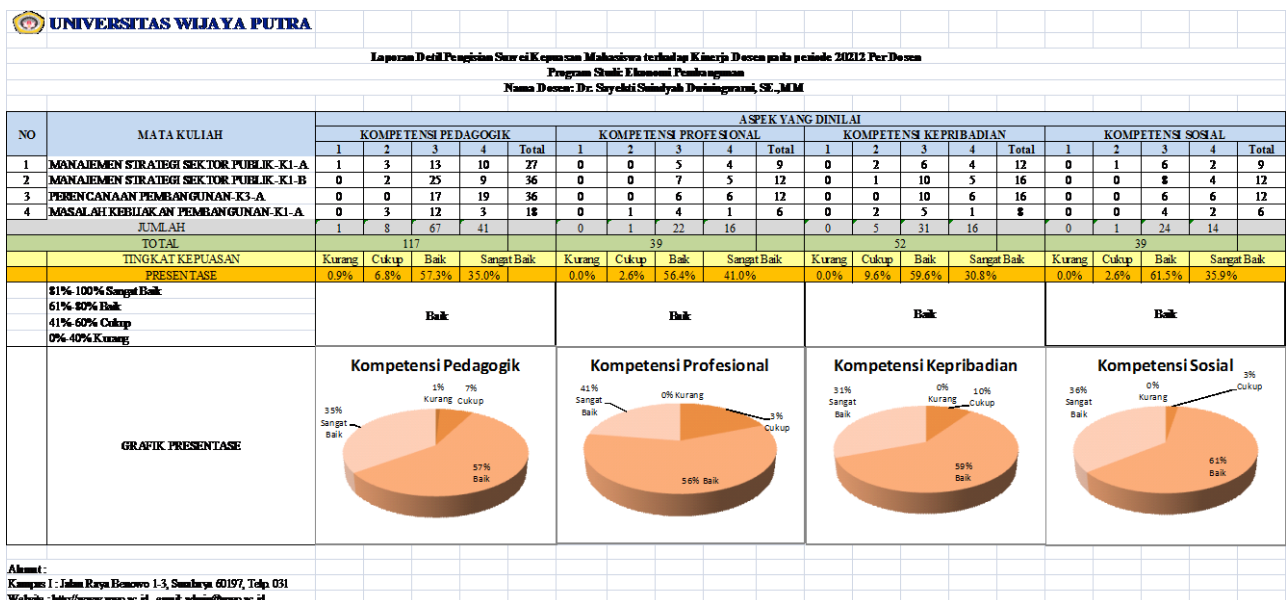 UNIVERSITAS WIJAYA PUTRA
Laporan Detil Pengisian Survei Kepuasan Mahasiswa terhadap Kinerja Dosen pada periode 20212 Per Dosen
Program Studi: Ekonomi Pembangunan
Nama Dosen: Dr. Sayekti Suindyah Dwiningwarni, SE.,MM
ASPEK YANG DINILAI
NO MATA KULIAH KOMPETENSI PEDAGOGIK KOMPETENSI PROFESIONAL KOMPETENSI KEPRIBADIAN KOMPETENSI SOSIAL
1 2 3 4 Total 1 2 3 4 Total 1 2 3 4 Total 1 2 3 4 Total
1 MANAJEMEN STRATEGI SEKTOR PUBLIK-K1-A 1 3 13 10 27 0 0 5 4 9 0 2 6 4 12 0 1 6 2 9
2 MANAJEMEN STRATEGI SEKTOR PUBLIK-K1-B 0 2 25 9 36 0 0 7 5 12 0 1 10 5 16 0 0 8 4 12
3 PERENCANAAN PEMBANGUNAN-K3-A 0 0 17 19 36 0 0 6 6 12 0 0 10 6 16 0 0 6 6 12
4 MASALAH KEBIJAKAN PEMBANGUNAN-K1-A 0 3 12 3 18 0 1 4 1 6 0 2 5 1 8 0 0 4 2 6
JUMLAH 1 8 67 41 0 1 22 16 0 5 31 16 0 1 24 14
TOTAL 117 39 52 39
TINGKAT KEPUASAN Kurang Cukup Baik Sangat Baik Kurang Cukup Baik Sangat Baik Kurang Cukup Baik Sangat Baik Kurang Cukup Baik Sangat Baik
PRESENTASE 0.9% 6.8% 57.3% 35.0% 0.0% 2.6% 56.4% 41.0% 0.0% 9.6% 59.6% 30.8% 0.0% 2.6% 61.5% 35.9%
81%-100% Sangat Baik
61%-80% Baik
41%-60% Cukup
0%-40% Kurang
Baik Baik Baik Baik
GRAFIK PRESENTASE
Kompetensi Pedagogik
1% Kurang
7% Cukup
35% Sangat Baik
57% Baik
Kompetensi Profesional
41% Sangat Baik
0% Kurang
3% Cukup
56% Baik
Kompetensi Kepribadian
31% Sangat Baik
0% Kurang
10% Cukup
59% Baik
Kompetensi Sosial
36% Sangat Baik
0% Kurang
3% Cukup
61% Baik
Alamat :
Kampus I : Jalan Raya Benowo 1-3, Surabaya 60197, Telp. 031
Website :